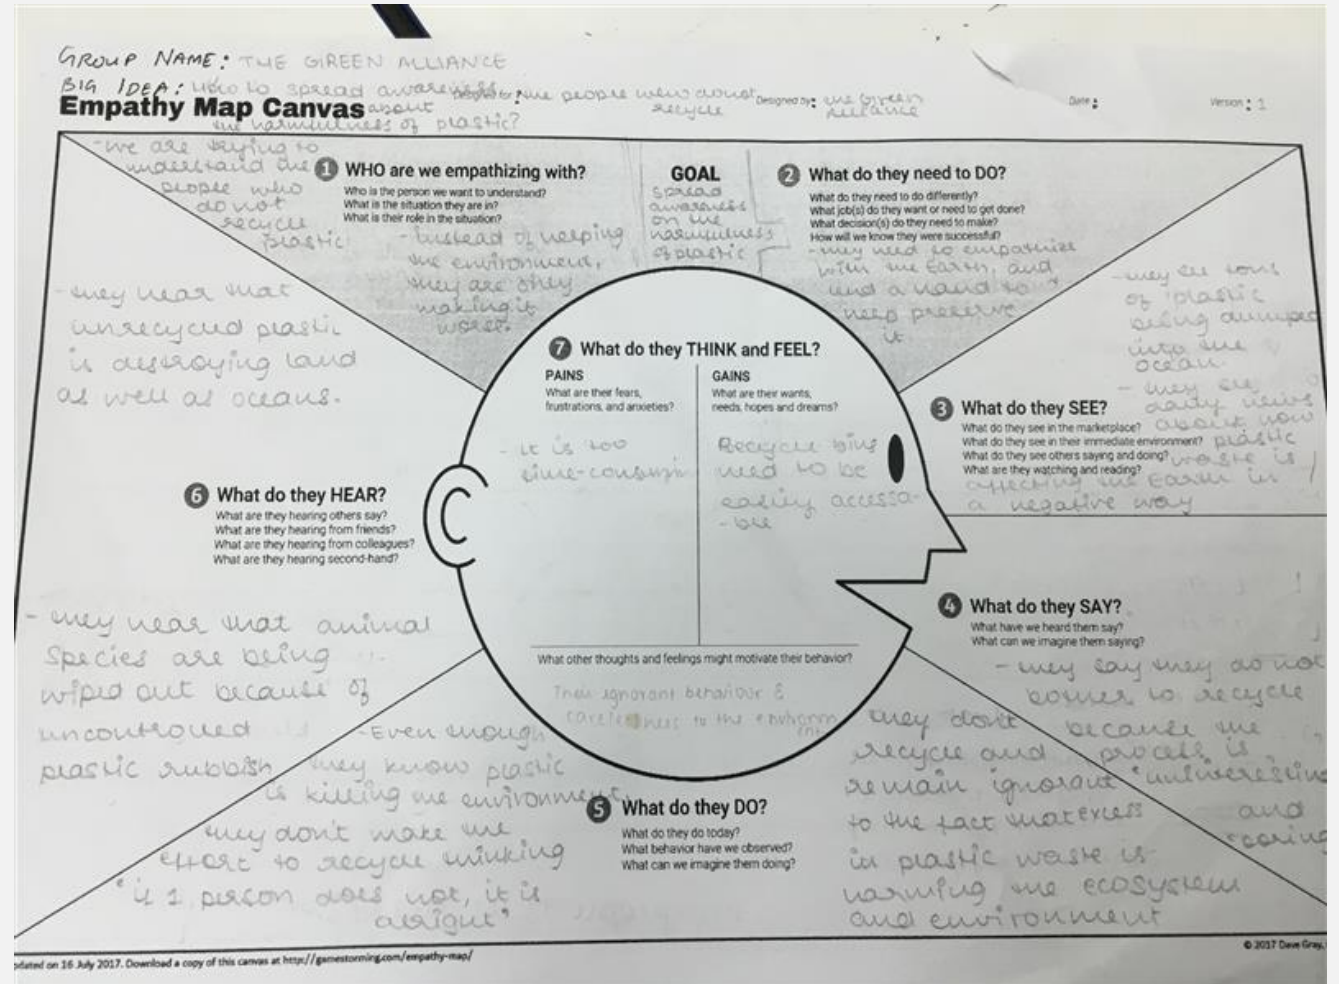 GROUP NAME: THE GREEN ALLIANCE
BIG IDEA: How to spread awareness
about
the harmfulness of plastic?
Empathy Map Canvas
Designed for: the people who donot
recycle
Designed by: the Green
Alliance
Date:
Version: 1
- we are trying to
understand the
people who
do not
recycle
plastic
1 WHO are we empathizing with?
Who is the person we want to understand?
What is the situation they are in?
What is their role in the situation?
- Instead of helping
the environment,
they are only
making it
worse.
GOAL
spread
awareness
on the
harmfulness
of plastic
2 What do they need to DO?
What do they need to do differently?
What job(s) do they want or need to get done?
What decision(s) do they need to make?
How will we know they were successful?
- they need to empathize
with the Earth, and
lend a hand to
help preserve
it
- they see tons
of plastic
being dumped
into the
ocean.
3 What do they SEE?
What do they see in the marketplace?
What do they see in their immediate environment?
What do they see others saying and doing?
What are they watching and reading?
- they see
daily news
about how
plastic
waste is
affecting the Earth in
a negative way
4 What do they SAY?
What have we heard them say?
What can we imagine them saying?
- they say they do not
bother to recycle
because the
process is
"uninteresting
and
boring
5 What do they DO?
What do they do today?
What behavior have we observed?
What can we imagine them doing?
- Even though
they know plastic
is killing the environment,
they don't make the
effort to recycle thinking
"if 1 person does not, it is
alright"
they don't
recycle and
remain ignorant
to the fact that excess
in plastic waste is
harming the ecosystem
and environment
6 What do they HEAR?
What are they hearing others say?
What are they hearing from friends?
What are they hearing from colleagues?
What are they hearing second-hand?
- they hear that
unrecycled plastic
is destroying land
as well as oceans.
- they hear that animal
species are being
wiped out because of
uncontrolled
plastic rubbish
7 What do they THINK and FEEL?
PAINS
What are their fears,
frustrations, and anxieties?
- it is too
time-consumin
GAINS
What are their wants,
needs, hopes and dreams?
Recycle bins
need to be
easily accessa-
-ble
What other thoughts and feelings might motivate their behavior?
Their ignorant behaviour &
carelessness to the environm
ent
dated on 16 July 2017. Download a copy of this canvas at http://gamestorming.com/empathy-map/
© 2017 Dave Gray,